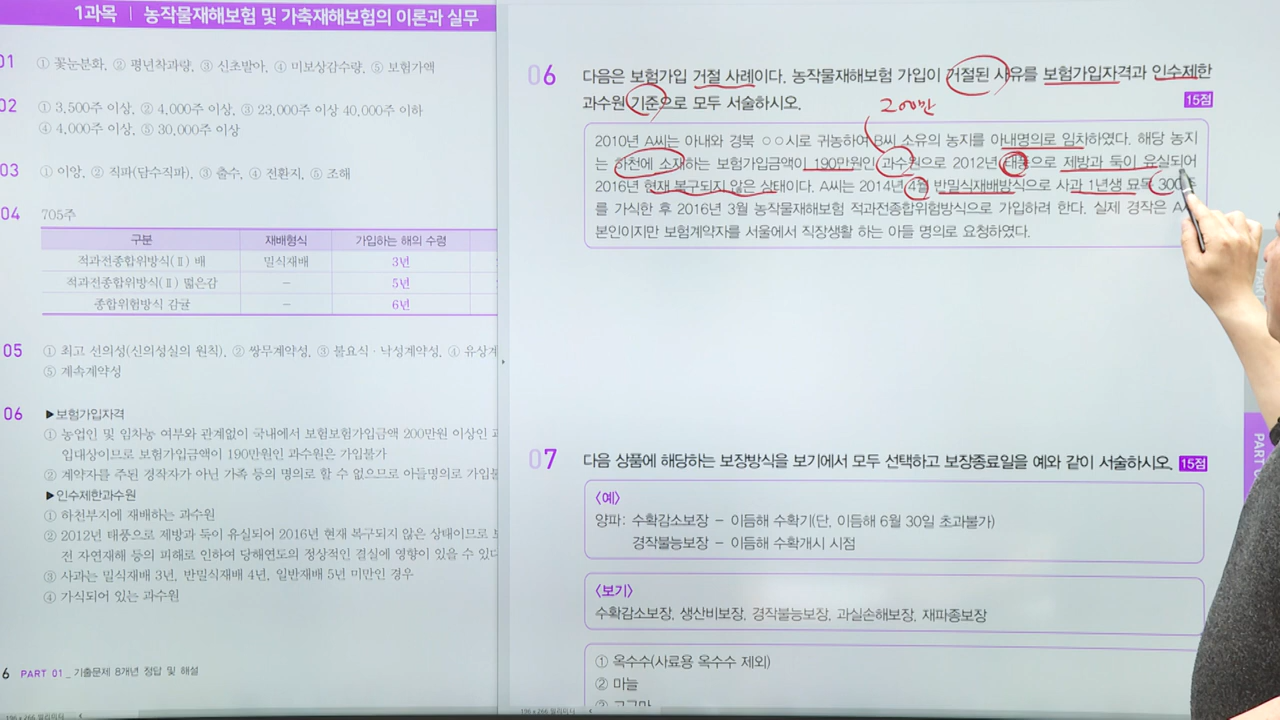 1과목 | 농작물재해보험 및 가축재해보험의 이론과 실무
01 ① 꽃눈분화, ② 평년착과량, ③ 신초발아, ④ 미보상감수량, ⑤ 보험가액
02 ① 3,500주 이상, ② 4,000주 이상, ③ 23,000주 이상 40,000주 이하
④ 4,000주 이상, ⑤ 30,000주 이상
03 ① 이앙, ② 직파(담수직파), ③ 출수, ④ 전환지, ⑤ 조해
04 705주
구분 재배형식 가입하는 해의 수령
적과전종합위방식(Ⅱ) 배 밀식재배 3년
적과전종합위방식(Ⅱ) 떫은감 - 5년
종합위험방식 감귤 - 6년
05 ① 최고 선의성(신의성실의 원칙), ② 쌍무계약성, ③ 불요식·낙성계약성, ④ 유상계
⑤ 계속계약성
06 ▶보험가입자격
① 농업인 및 임차농 여부와 관계없이 국내에서 보험보험가입금액 200만원 이상인
입대상이므로 보험가입금액이 190만원인 과수원은 가입불가
② 계약자를 주된 경작자가 아닌 가족 등의 명의로 할 수 없으므로 아들명의로 가입불
▶인수제한과수원
① 하천부지에 재배하는 과수원
② 2012년 태풍으로 제방과 둑이 유실되어 2016년 현재 복구되지 않은 상태이므로
전 자연재해 등의 피해로 인하여 당해연도의 정상적인 결실에 영향이 있을 수 있다
③ 사과는 밀식재배 3년, 반밀식재배 4년, 일반재배 5년 미만인 경우
④ 가식되어 있는 과수원
6 PART 01 _ 기출문제 8개년 정답 및 해설
06 다음은 보험가입 거절 사례이다. 농작물재해보험 가입이 거절된 사유를 보험가입자격과 인수제한
과수원 기준으로 모두 서술하시오. 15점
200만
2010년 A씨는 아내와 경북 ○○시로 귀농하여 B씨 소유의 농지를 아내명의로 임차하였다. 해당 농지
는 하천에 소재하는 보험가입금액이 190만원인 과수원으로 2012년 태풍으로 제방과 둑이 유실되어
2016년 현재 복구되지 않은 상태이다. A씨는 2014년 4월 반밀식재배방식으로 사과 1년생 묘목 300주
를 가식한 후 2016년 3월 농작물재해보험 적과전종합위험방식으로 가입하려 한다. 실제 경작은 A
본인이지만 보험계약자를 서울에서 직장생활 하는 아들 명의로 요청하였다.
07 다음 상품에 해당하는 보장방식을 보기에서 모두 선택하고 보장종료일을 예와 같이 서술하시오. 15점
〈예〉
양파: 수확감소보장 - 이듬해 수확기(단, 이듬해 6월 30일 초과불가)
경작불능보장 - 이듬해 수확개시 시점
〈보기〉
수확감소보장, 생산비보장, 경작불능보장, 과실손해보장, 재파종보장
① 옥수수(사료용 옥수수 제외)
② 마늘
③ 고구마